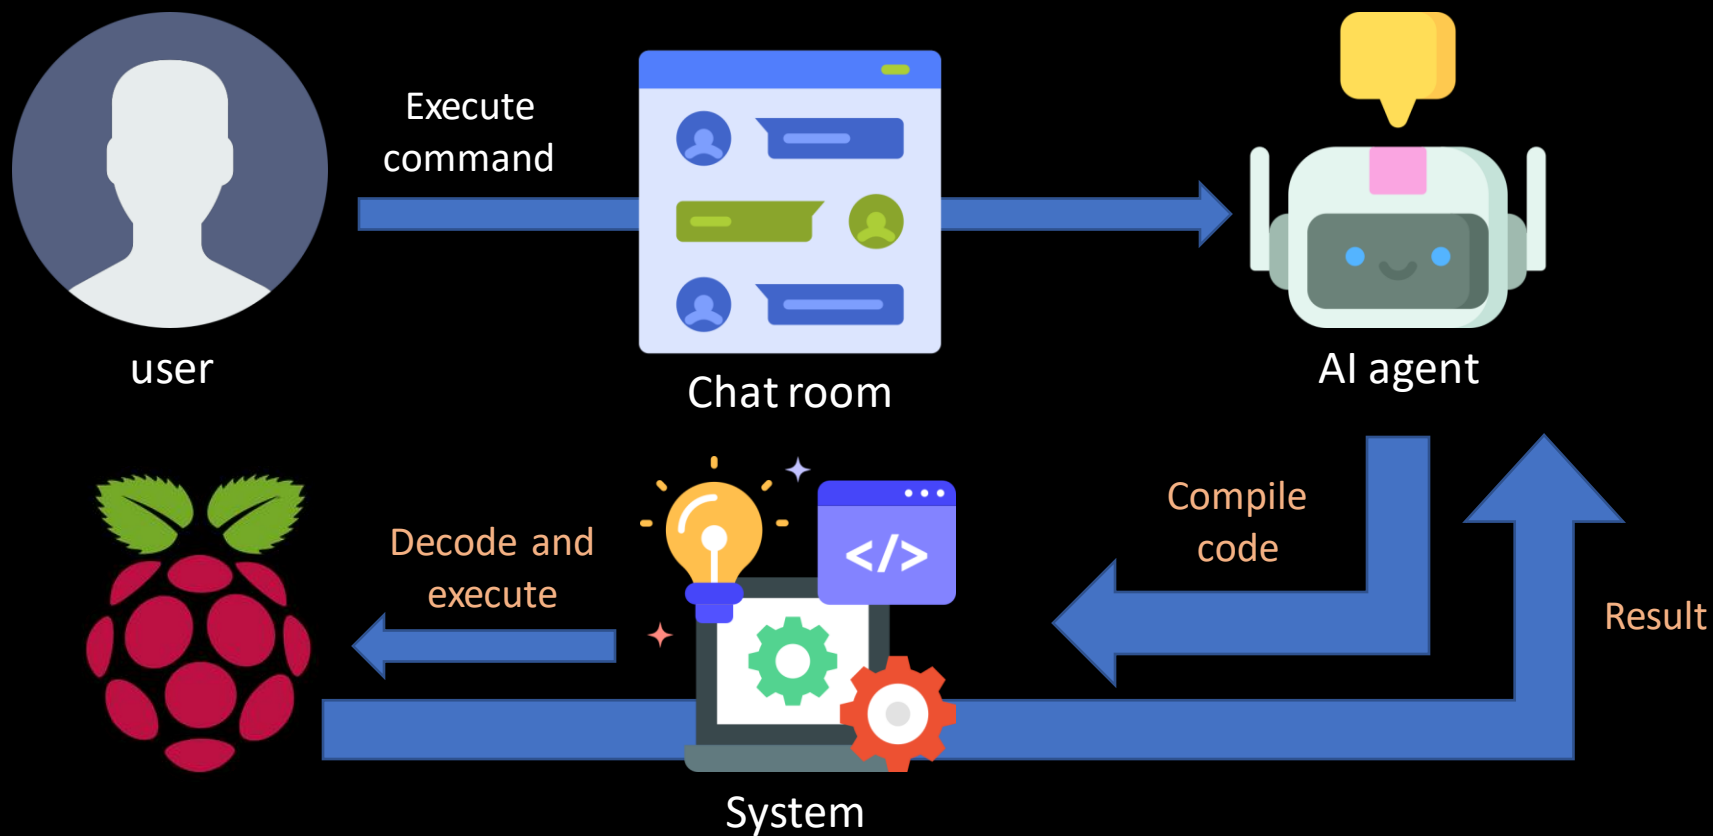 Execute
command
user
Chat room
AI agent
Decode and
execute
</>
Compile
code
Result
System